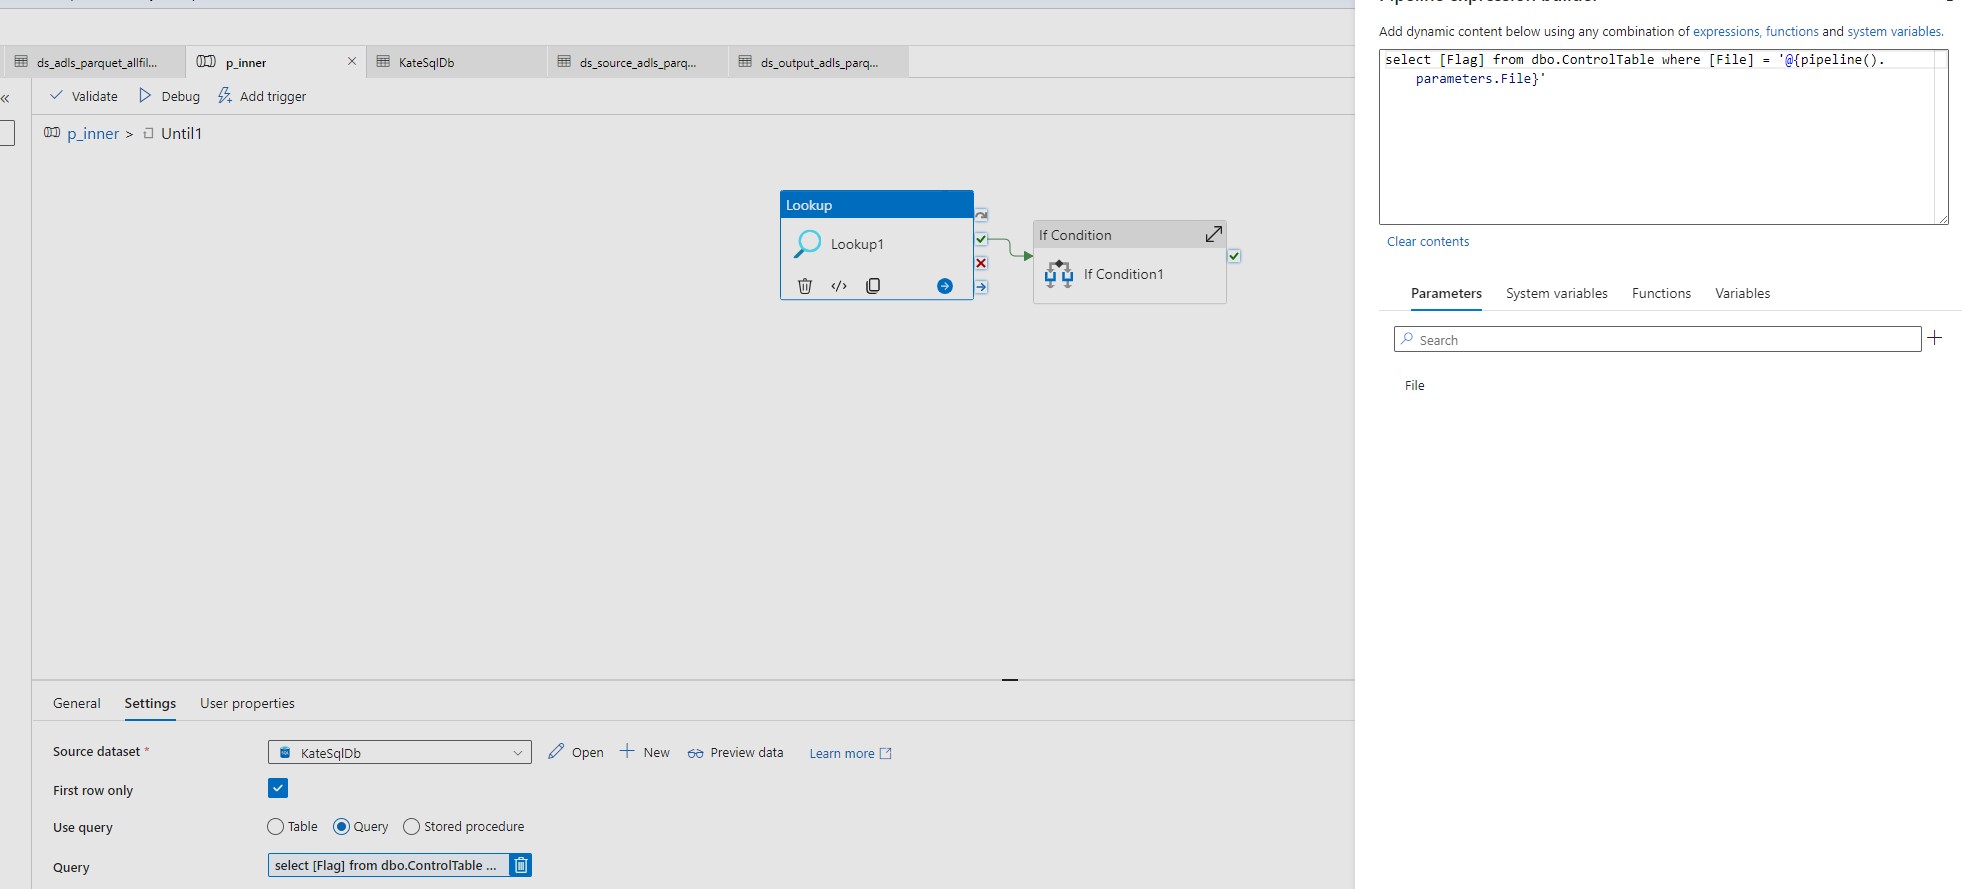 Pipeline expression builder
Add dynamic content below using any combination of expressions, functions and system variables.
ds_adls_parquet_allfil...
p_inner
KateSqlDb
ds_source_adls_parq...
ds_output_adls_parq...
select [Flag] from dbo.ControlTable where [File] = '@{pipeline().
parameters.File}'
Validate
Debug
Add trigger
p_inner > Until1
Lookup
Lookup1
If Condition
If Condition1
Clear contents
Parameters
System variables
Functions
Variables
Search
File
General
Settings
User properties
Source dataset *
KateSqlDb
Open
New
Preview data
Learn more
First row only
Use query
Table
Query
Stored procedure
Query
select [Flag] from dbo.ControlTable ...